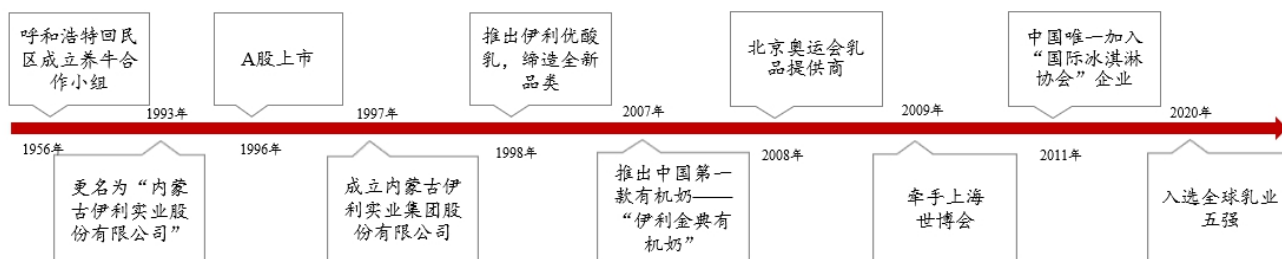 呼和浩特回民
区成立养牛合
作小组
A股上市
推出伊利优酸
乳，缔造全新
品类
北京奥运会乳
品提供商
中国唯一加入
“国际冰淇淋
协会”企业
1993年
1997年
2007年
2009年
2020年
1956年
1996年
1998年
2008年
2011年
更名为“内蒙
古伊利实业股
份有限公司”
成立内蒙古伊
利实业集团股
份有限公司
推出中国第一
款有机奶——
“伊利金典有
机奶”
牵手上海
世博会
入选全球乳业
五强